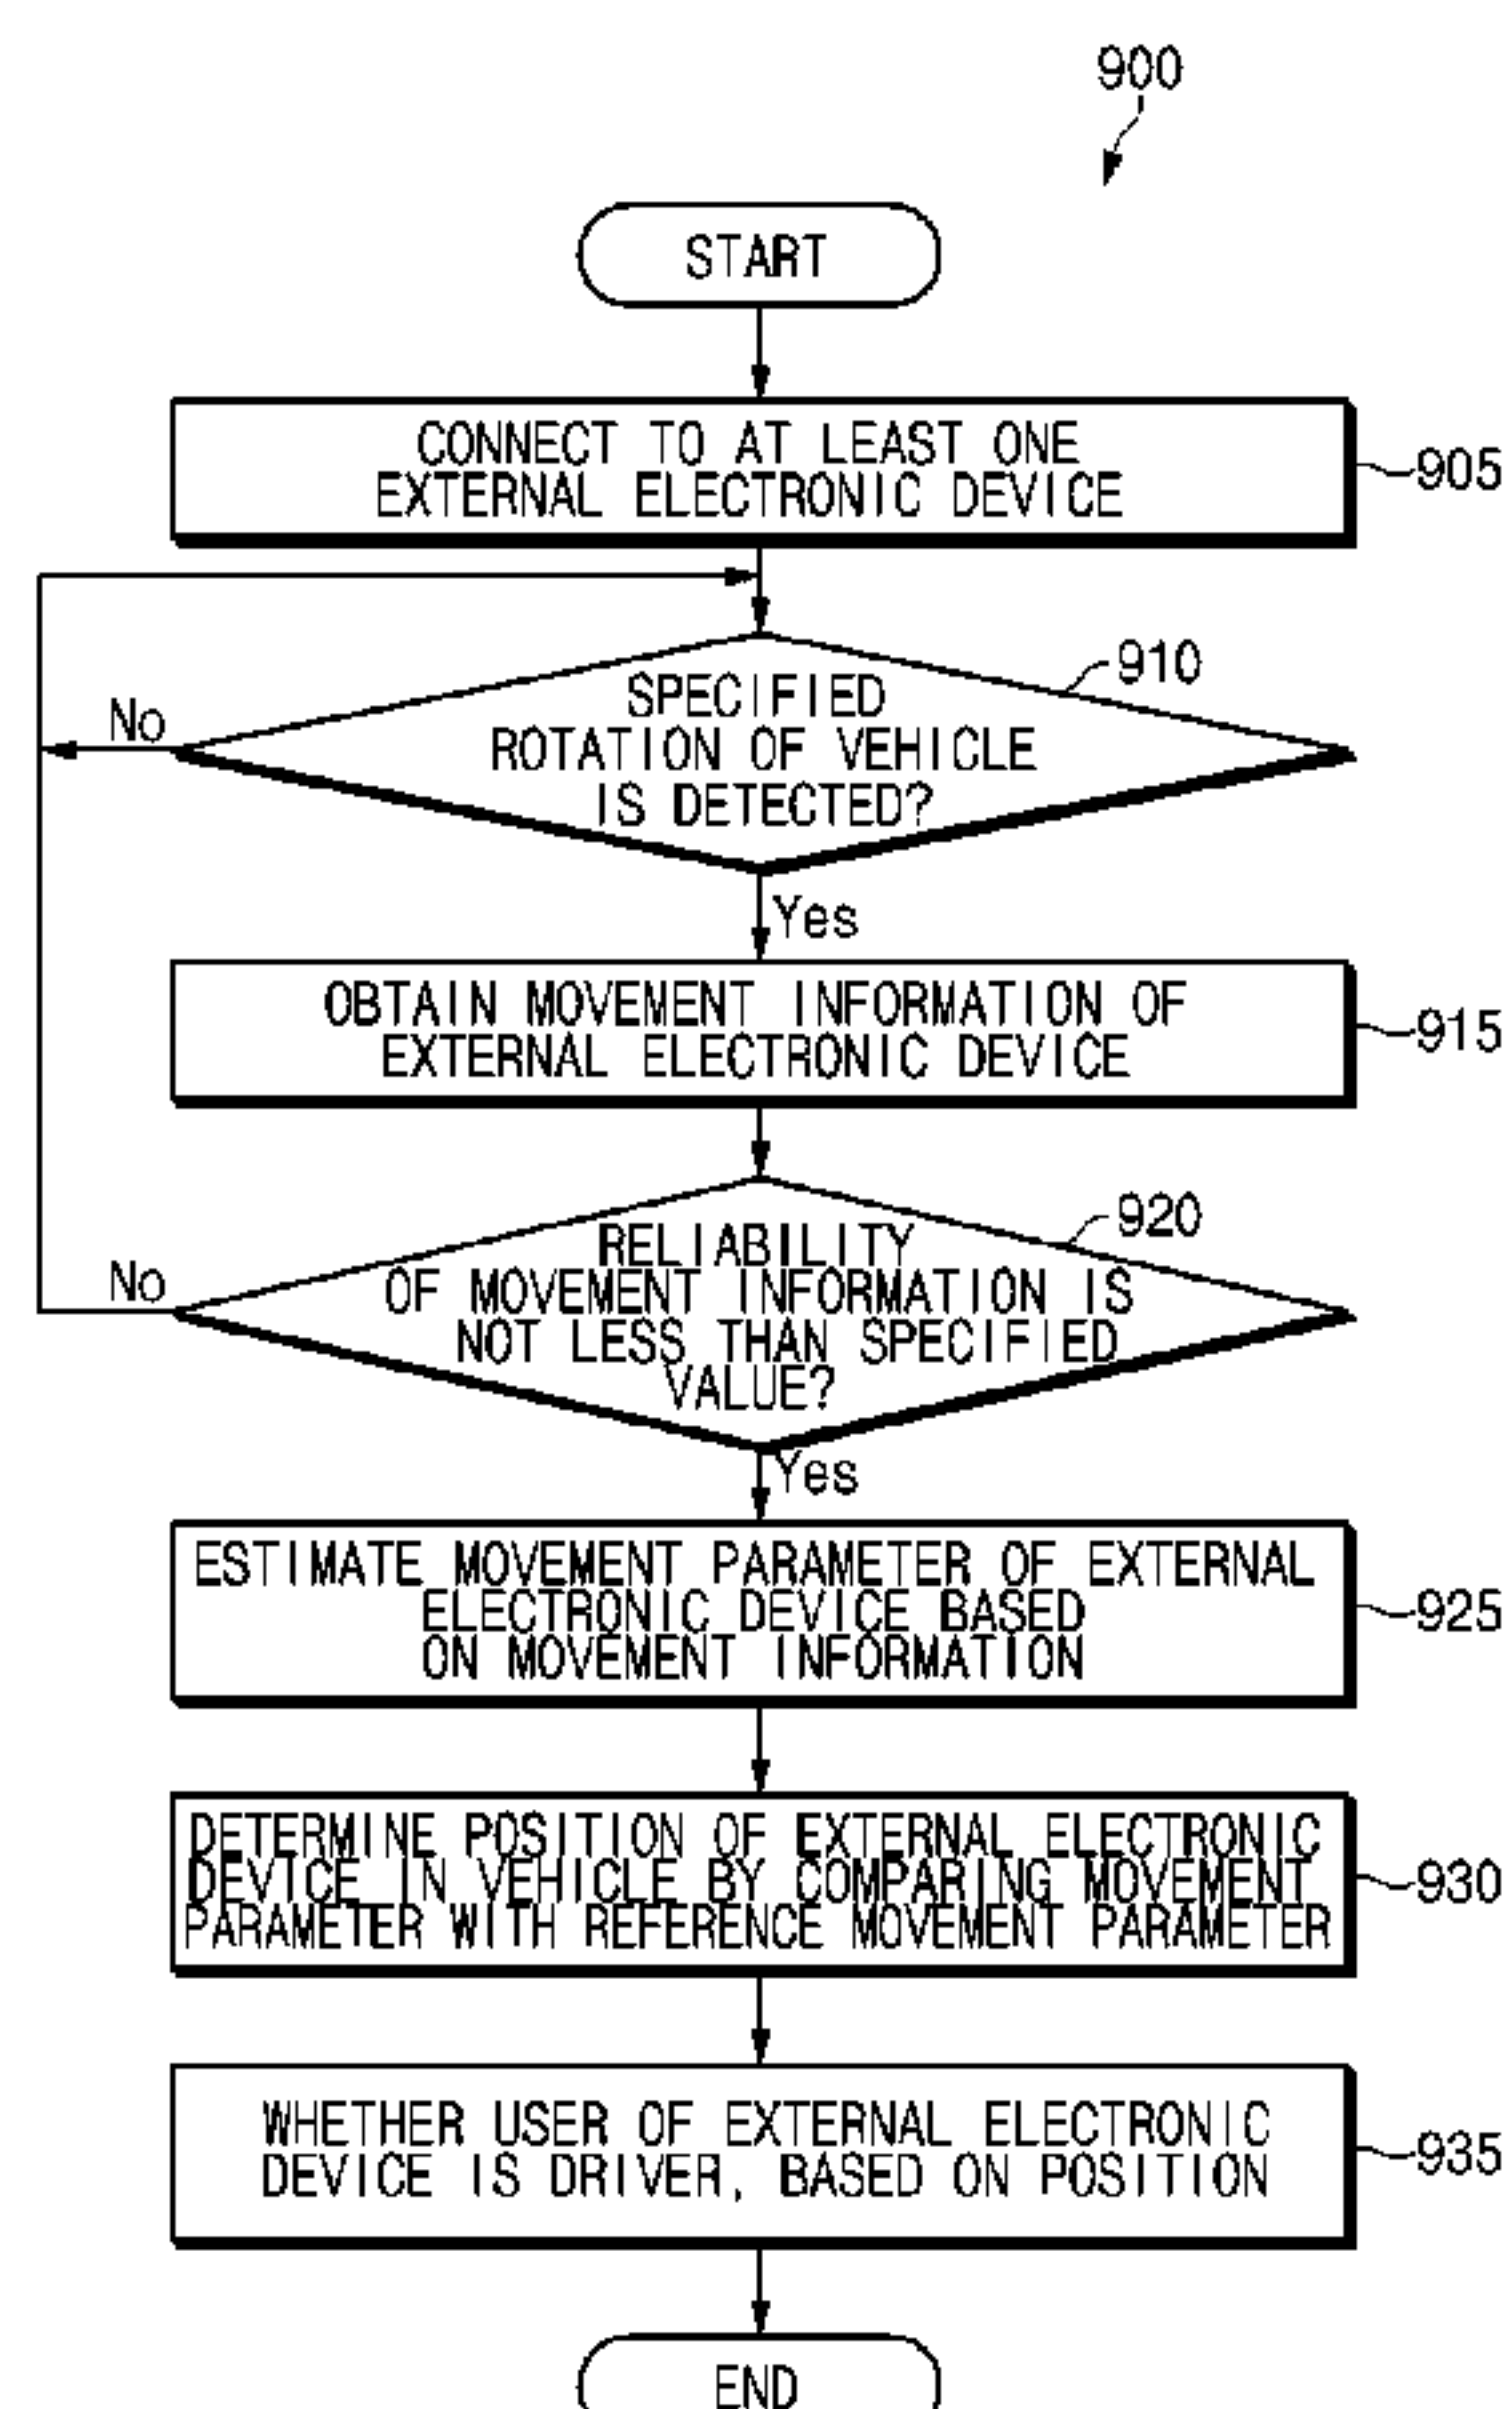 900
START
CONNECT TO AT LEAST ONE
EXTERNAL ELECTRONIC DEVICE
905
910
SPECIFIED
ROTATION OF VEHICLE
IS DETECTED?
No
Yes
OBTAIN MOVEMENT INFORMATION OF
EXTERNAL ELECTRONIC DEVICE
915
920
RELIABILITY
OF MOVEMENT INFORMATION IS
NOT LESS THAN SPECIFIED
VALUE?
No
Yes
ESTIMATE MOVEMENT PARAMETER OF EXTERNAL
ELECTRONIC DEVICE BASED
ON MOVEMENT INFORMATION
925
DETERMINE POSITION OF EXTERNAL ELECTRONIC
DEVICE IN VEHICLE BY COMPARING MOVEMENT
PARAMETER WITH REFERENCE MOVEMENT PARAMETER
930
WHETHER USER OF EXTERNAL ELECTRONIC
DEVICE IS DRIVER, BASED ON POSITION
935
END